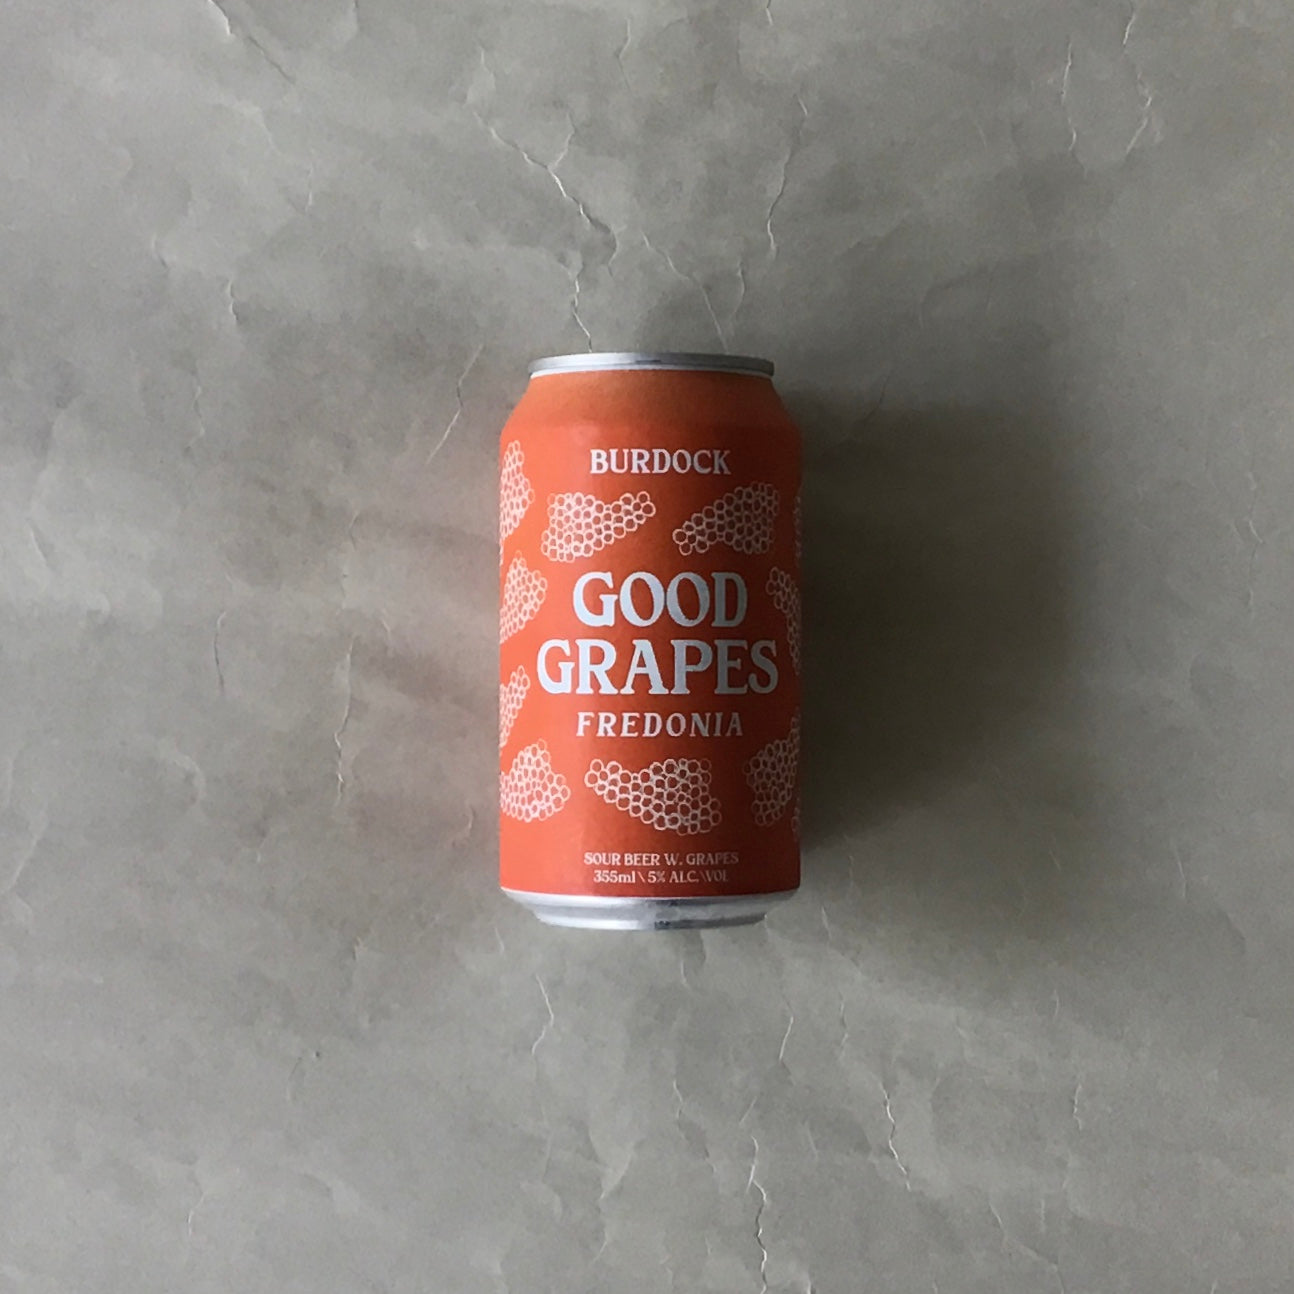 BURDOCK
GOOD
GRAPES
FREDONIA
SOUR BEER W. GRAPES
355ml \ 5% ALC.\VOL